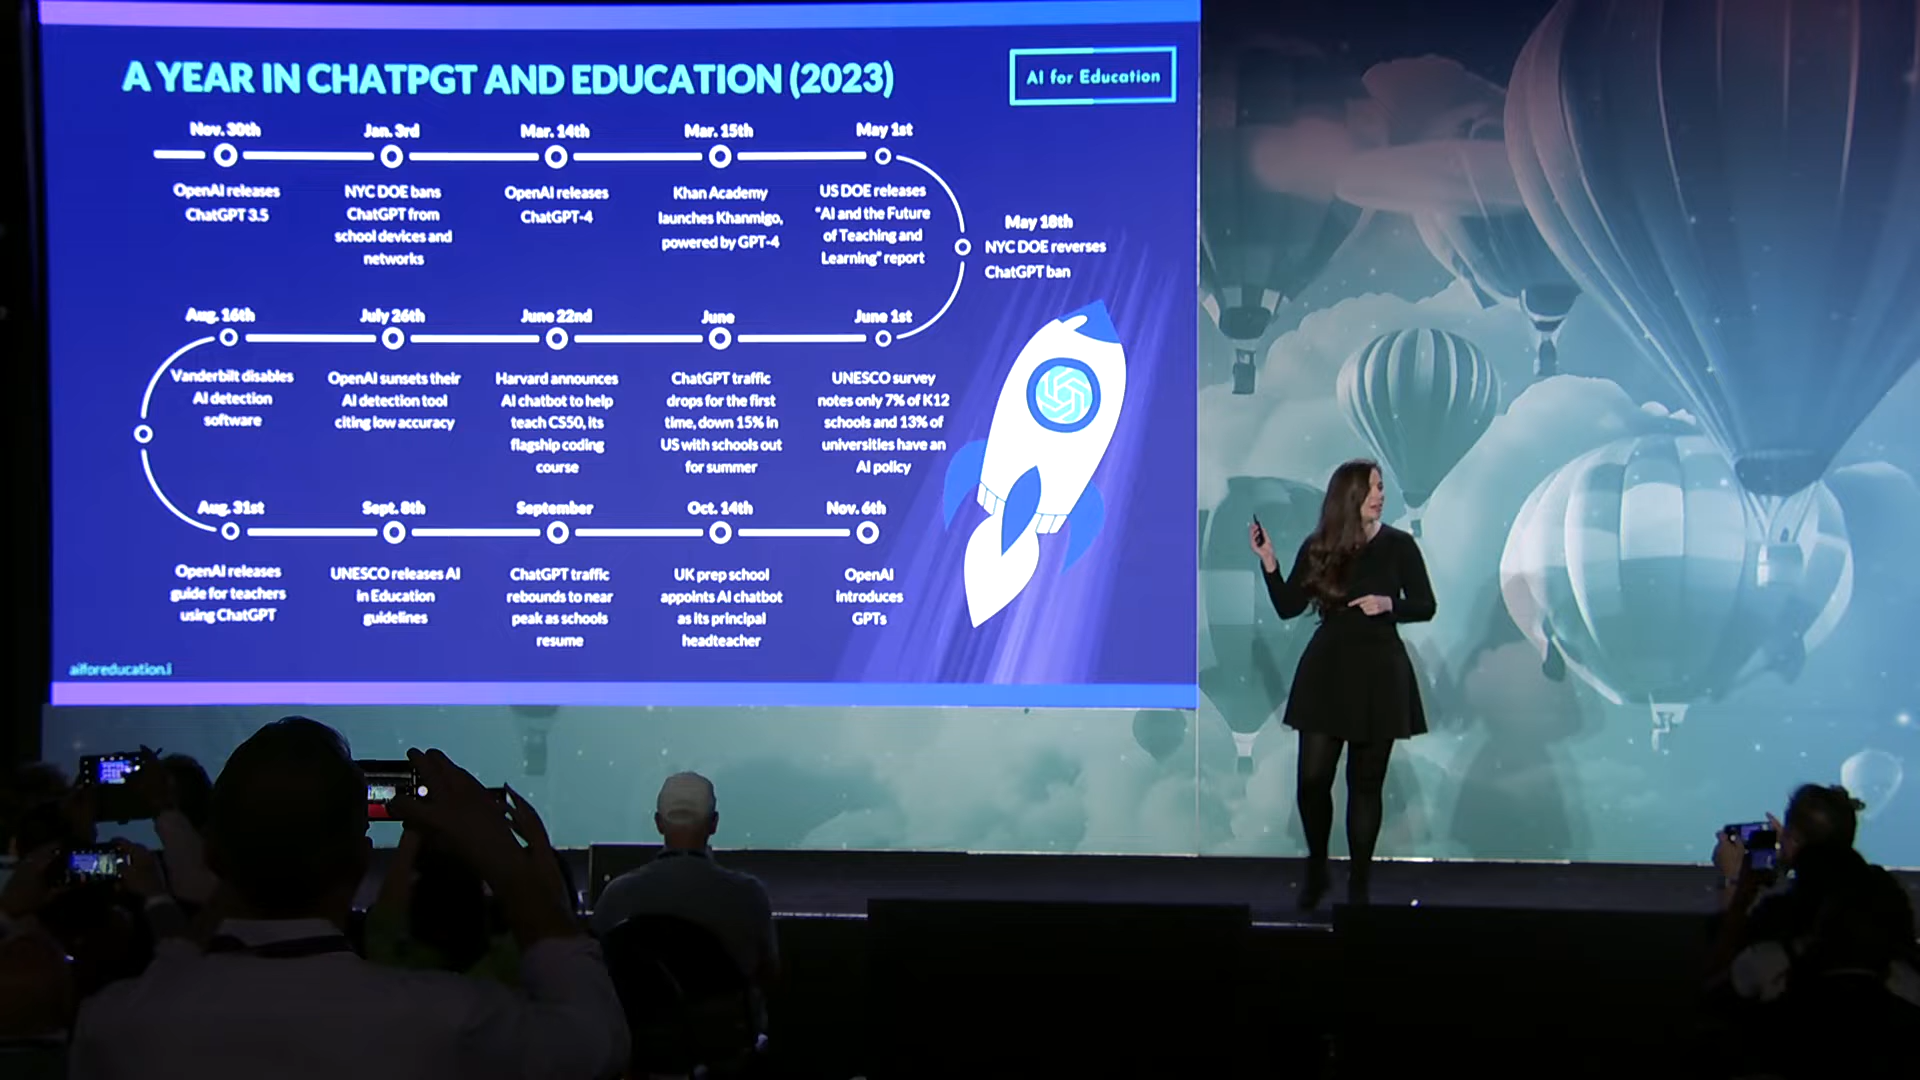 A YEAR IN CHATPGT AND EDUCATION (2023)
AI for Education
Nov. 30th
OpenAI releases
ChatGPT 3.5
Jan. 3rd
NYC DOE bans
ChatGPT from
school devices and
networks
Mar. 14th
OpenAI releases
ChatGPT-4
Mar. 15th
Khan Academy
launches Khanmigo,
powered by GPT-4
May 1st
US DOE releases
"AI and the Future
of Teaching and
Learning" report
May 18th
NYC DOE reverses
ChatGPT ban
June 1st
UNESCO survey
notes only 7% of K12
schools and 13% of
universities have an
AI policy
June
ChatGPT traffic
drops for the first
time, down 15% in
US with schools out
for summer
June 22nd
Harvard announces
AI chatbot to help
teach CS50, its
flagship coding
course
July 26th
OpenAI sunsets their
AI detection tool
citing low accuracy
Aug. 16th
Vanderbilt disables
AI detection
software
Aug. 31st
OpenAI releases
guide for teachers
using ChatGPT
Sept. 8th
UNESCO releases AI
in Education
guidelines
September
ChatGPT traffic
rebounds to near
peak as schools
resume
Oct. 14th
UK prep school
appoints AI chatbot
as its principal
headteacher
Nov. 6th
OpenAI
introduces
GPTs
aiforeducation.i